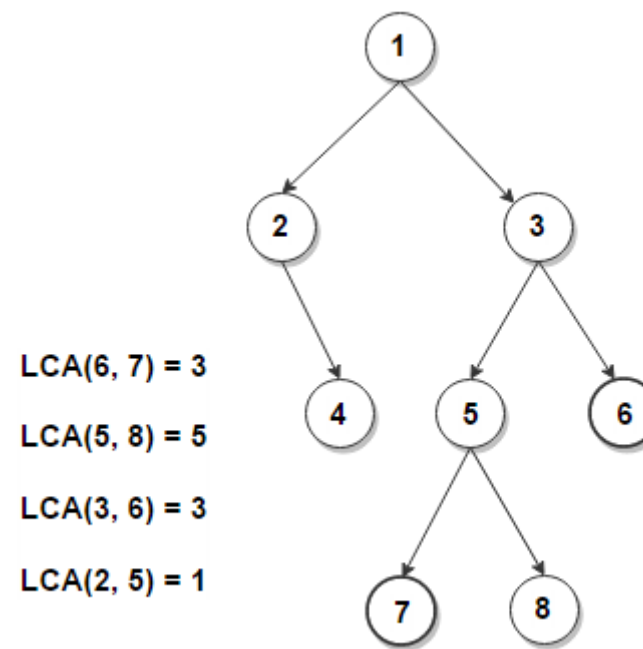 1
2
3
LCA(6, 7) = 3
4
5
6
LCA(5, 8) = 5
LCA(3, 6) = 3
LCA(2, 5) = 1
7
8